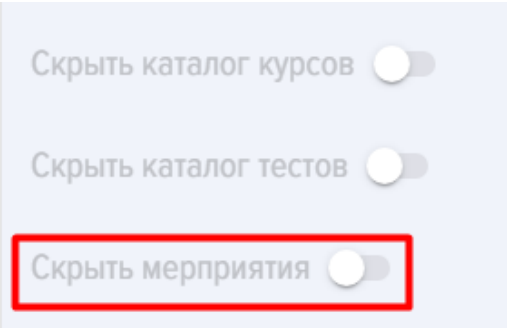 Скрыть каталог курсов
Скрыть каталог тестов
Скрыть мерприятия